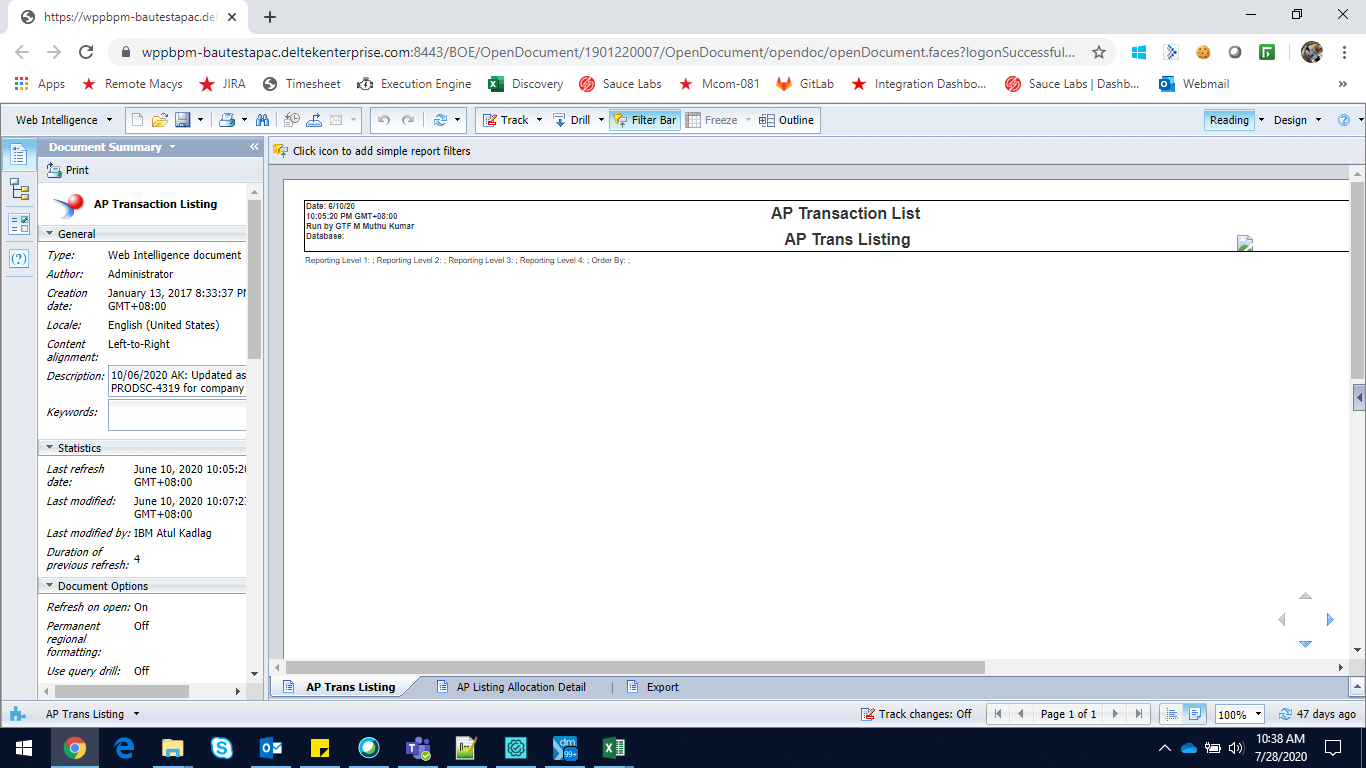 https://wppbpm-bautestapac.del
wppbpm-bautestapac.deltekenterprise.com:8443/BOE/OpenDocument/1901220007/OpenDocument/opendoc/openDocument.faces?logonSuccessful...
Apps Remote Macys JIRA Timesheet Execution Engine Discovery Sauce Labs Mcom-081 GitLab Integration Dashbo... Sauce Labs | Dashb... Webmail »
Web Intelligence Track Drill Filter Bar Freeze Outline Reading Design
Document Summary «
Click icon to add simple report filters
Print
AP Transaction Listing
General
Type: Web Intelligence document
Author: Administrator
Creation date: January 13, 2017 8:33:37 PM
GMT+08:00
Locale: English (United States)
Content alignment: Left-to-Right
Description: 10/06/2020 AK: Updated as
PRODSC-4319 for company
Keywords:
Statistics
Last refresh date: June 10, 2020 10:05:20
GMT+08:00
Last modified: June 10, 2020 10:07:27
GMT+08:00
Last modified by: IBM Atul Kadlag
Duration of previous refresh: 4
Document Options
Refresh on open: On
Permanent regional formatting: Off
Use query drill: Off
Date: 6/10/20
10:05:20 PM GMT+08:00
Run by GTF M Muthu Kumar
Database:
AP Transaction List
AP Trans Listing
Reporting Level 1: ; Reporting Level 2: ; Reporting Level 3: ; Reporting Level 4: ; Order By: ;
AP Trans Listing AP Listing Allocation Detail Export
AP Trans Listing Track changes: Off Page 1 of 1 100% 47 days ago
dm
99+
10:38 AM
7/28/2020